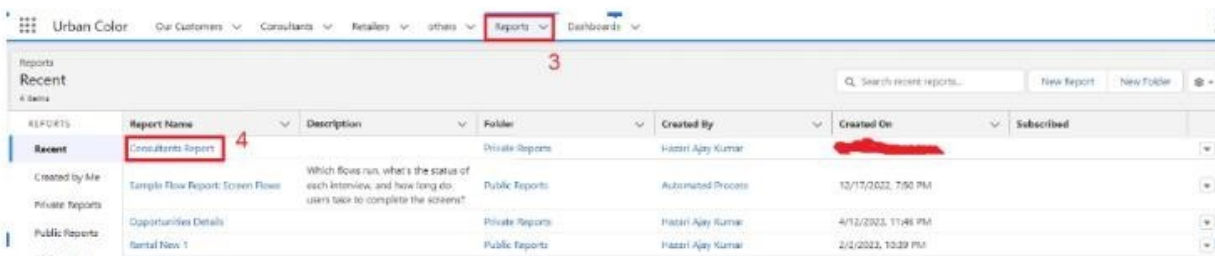 Urban Color Our Customers Consultants Retailers others Reports Dashboards
3
Reports
Recent
4 items
Search recent reports...
New Report New Folder
REPORTS Report Name Description Folder Created By Created On Subscribed
Recent Consultants Report 4 Private Reports Hazari Ajay Kumar
Created by Me Sample Flow Report: Screen Flows Which flows run, what's the status of each interview, and how long do users take to complete the screens? Public Reports Automated Process 12/17/2022, 7:50 PM
Private Reports Opportunities Details Private Reports Hazari Ajay Kumar 4/12/2023, 11:46 PM
Public Reports Rental New 1 Public Reports Hazari Ajay Kumar 2/2/2023, 10:39 PM